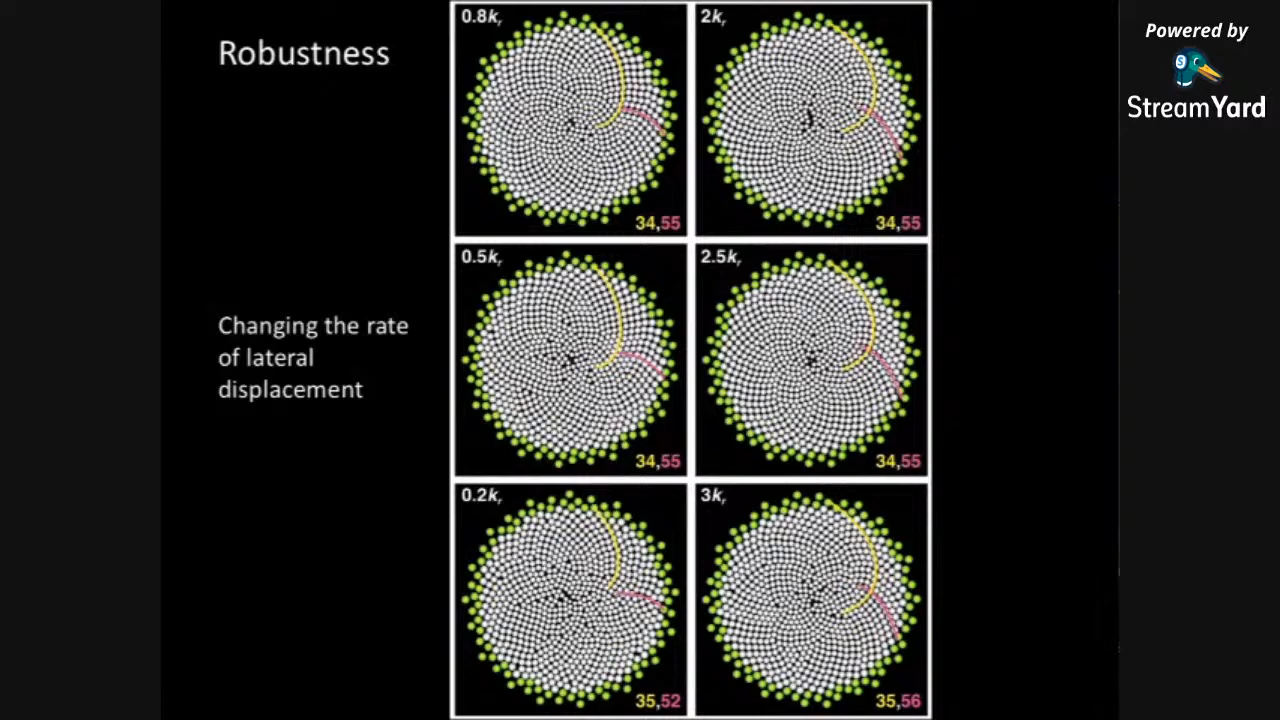 Robustness
Changing the rate
of lateral
displacement
0.8kr
34,55
2kr
34,55
0.5kr
34,55
2.5kr
34,55
0.2kr
35,52
3kr
35,56
Powered by
StreamYard